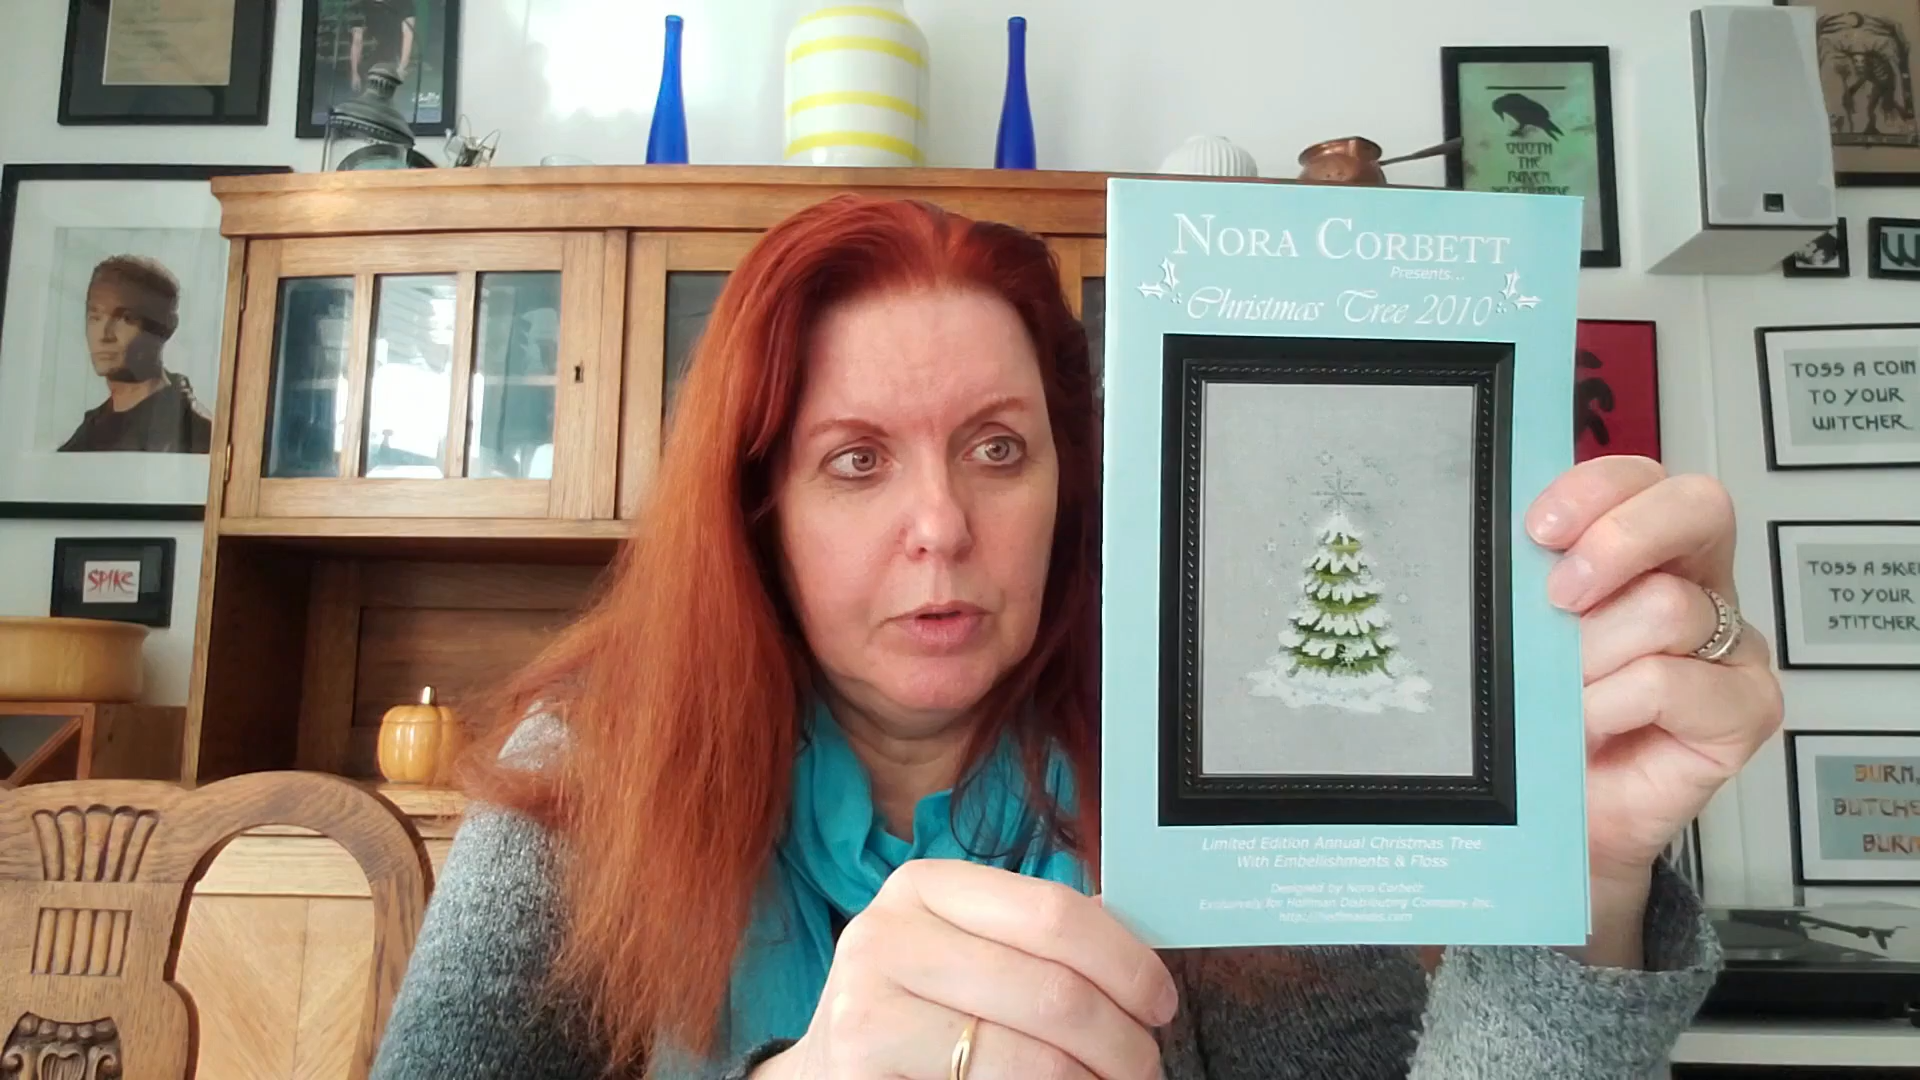 NORA CORBETT
Presents...
Christmas Tree 2010
Limited Edition Annual Christmas Tree
With Embellishments & Floss
Designed by Nora Corbett
Exclusively for Hoffman Distributing Company Inc.
QUOTH
THE
RAVEN
NEVERMORE
SPIKE
W
TOSS A COIN
TO YOUR
WITCHER
TOSS A SKEI
TO YOUR
STITCHER
BURN,
BUTCHE
BURN